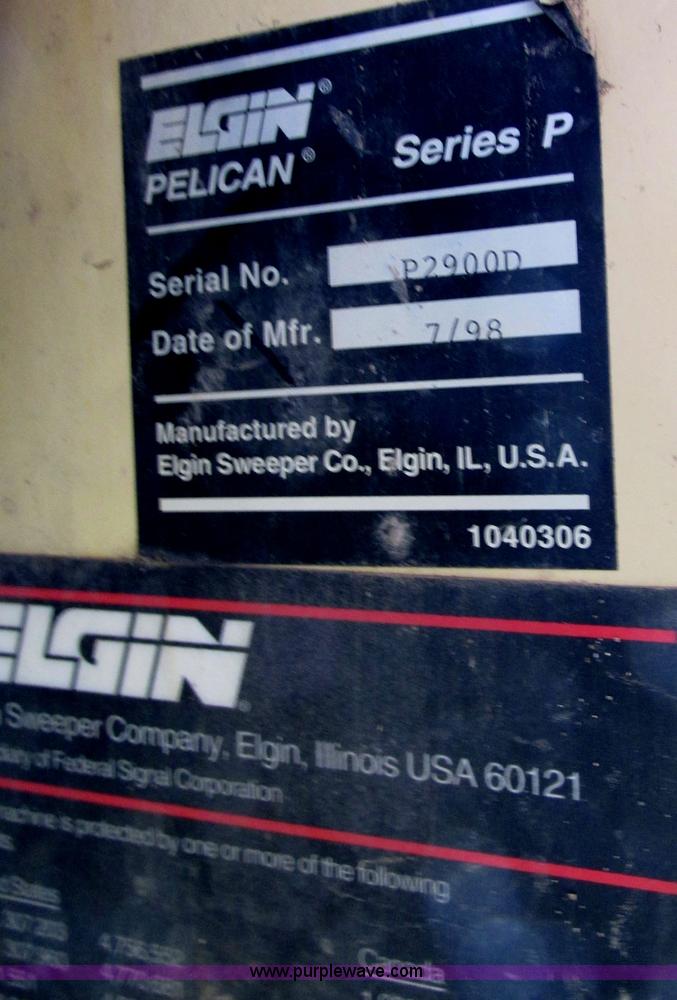 ELGIN®
PELICAN® Series P
Serial No. P2900D
Date of Mfr. 7/98
Manufactured by
Elgin Sweeper Co., Elgin, IL, U.S.A.
1040306
ELGIN
Sweeper Company, Elgin, Illinois USA 60121
of Federal Signal Corporation
machine is protected by one or more of the following
States
Canada
www.purplewave.com